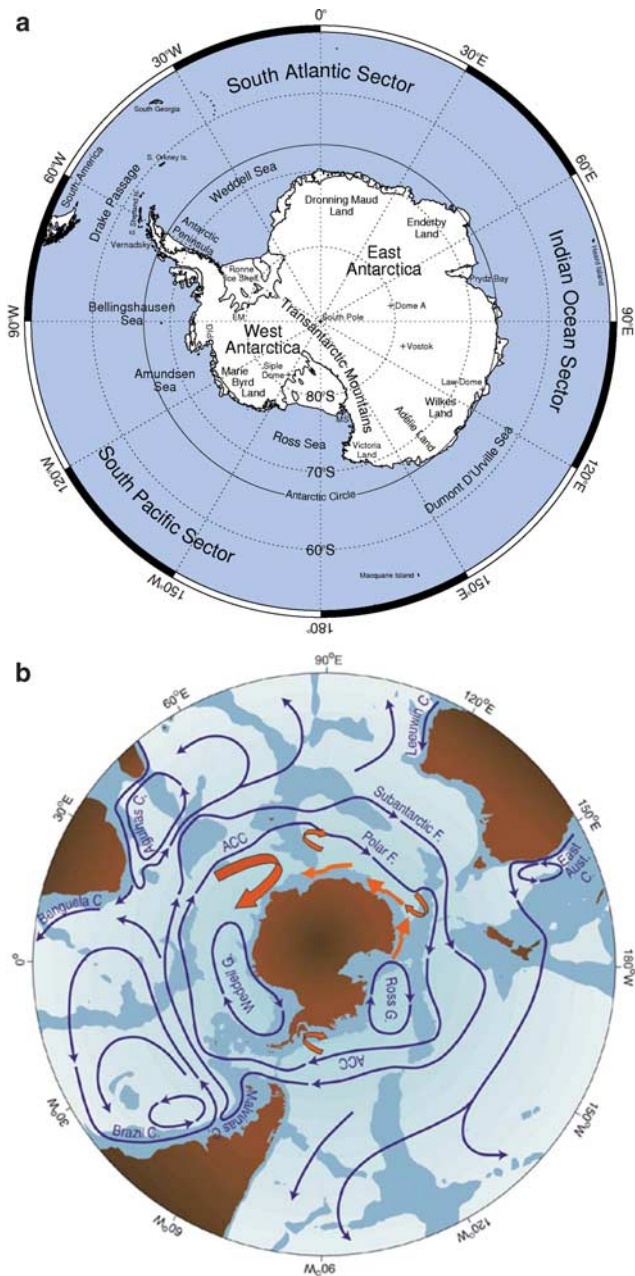 a
0°
30°W
30°E
South Atlantic Sector
South Georgia
60°W
60°E
South America
S. Orkney Is.
Drake Passage
Weddell Sea
Dronning Maud
Land
Enderby
Land
Vernadsky
Antarctic
Peninsula
East
Antarctica
Indian Ocean Sector
Heard Island
Prydz Bay
Ronne
Ice Shelf
Bellingshausen
Sea
90°W
90°E
Dome A
South Pole
EM
PIG
West
Antarctica
Transantarctic Mountains
Vostok
Amundsen
Sea
Marie
Byrd
Land
Siple
Dome
80°S
Law Dome
Wilkes
Land
Adélie Land
Ross Sea
Victoria
Land
70°S
Dumont D'Urville Sea
Antarctic Circle
120°W
120°E
South Pacific Sector
60°S
Macquarie Island
150°W
150°E
180°
b
90°E
60°E
120°E
Leeuwin C.
30°E
150°E
Agulhas C.
Subantarctic F.
ACC
Polar F.
East
Aust.
C.
Benguela C.
0°
180°W
Weddell G.
Ross G.
ACC
Malvinas C.
Brazil C.
30°W
150°W
60°W
120°W
90°W